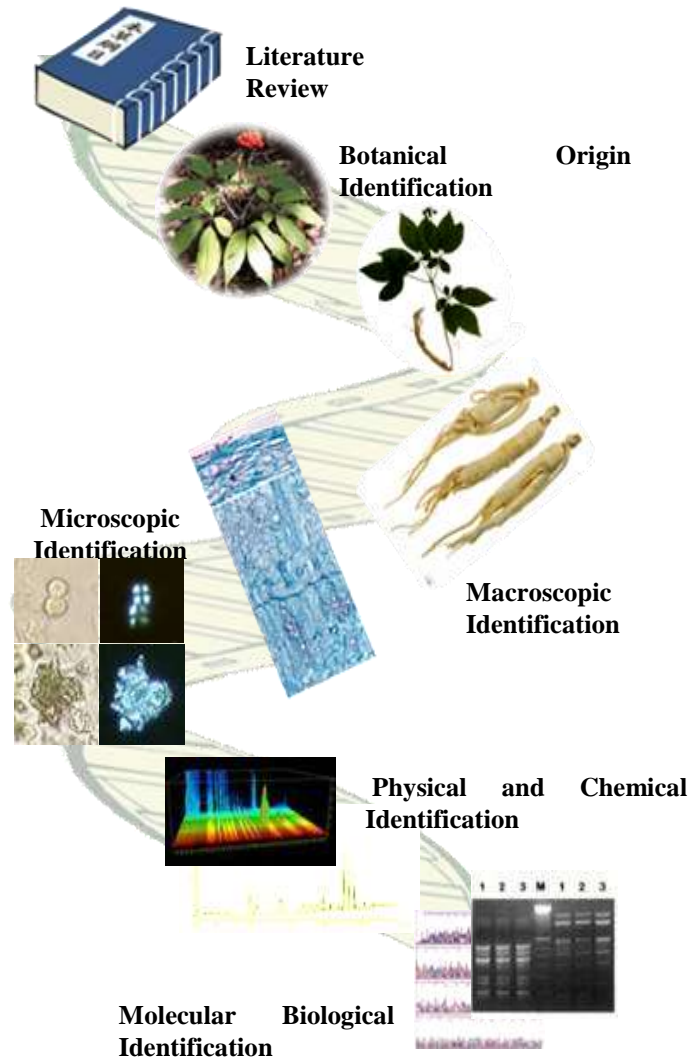 Literature
Review
Botanical Origin
Identification
Microscopic
Identification
Macroscopic
Identification
Physical and Chemical
Identification
1 2 3 M 1 2 3
Molecular Biological
Identification